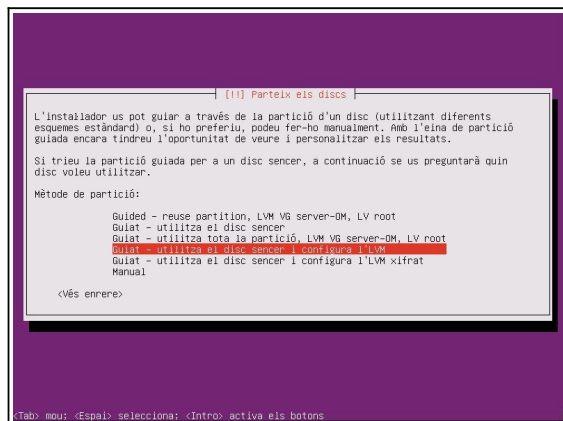 [!!] Parteix els discs
L'instal·lador us pot guiar a través de la partició d'un disc (utilitzant diferents
esquemes estàndard) o, si ho preferiu, podeu fer-ho manualment. Amb l'eina de partició
guiada encara tindreu l'oportunitat de veure i personalitzar els resultats.
Si trieu la partició guiada per a un disc sencer, a continuació se us preguntarà quin
disc voleu utilitzar.
Mètode de partició:
Guided - reuse partition, LVM VG server-OM, LV root
Guiat - utilitza el disc sencer
Guiat - utilitza tota la partició, LVM VG server-OM, LV root
Guiat - utilitza el disc sencer i configura l'LVM
Guiat - utilitza el disc sencer i configura l'LVM xifrat
Manual
<Vés enrere>
<Tab> mou; <Espai> selecciona; <Intro> activa els botons